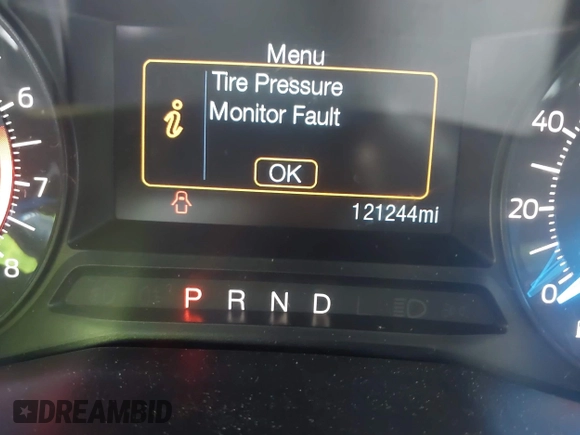 Menu
Tire Pressure
Monitor Fault
i
OK
121244mi
6
7
8
40
20
0
P R N D
DREAMBID